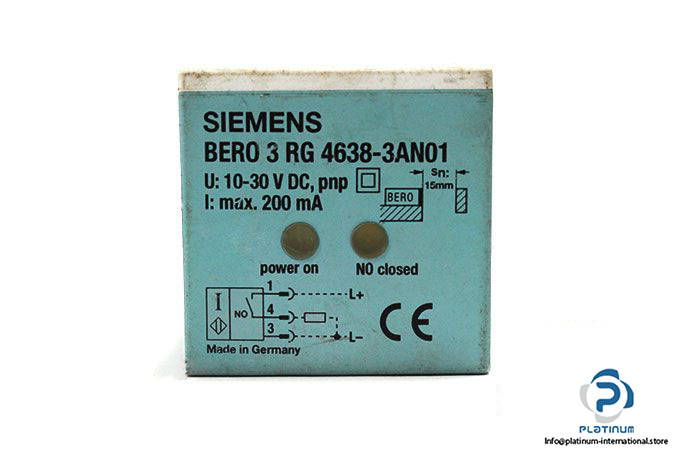 SIEMENS
BERO 3 RG 4638-3AN01
U: 10-30 V DC, pnp
I: max. 200 mA
Sn:
15mm
BERO
power on
NO closed
1
L+
I
NO
4
3
L-
CE
Made in Germany
PLATINUM
Info@platinum-international.store